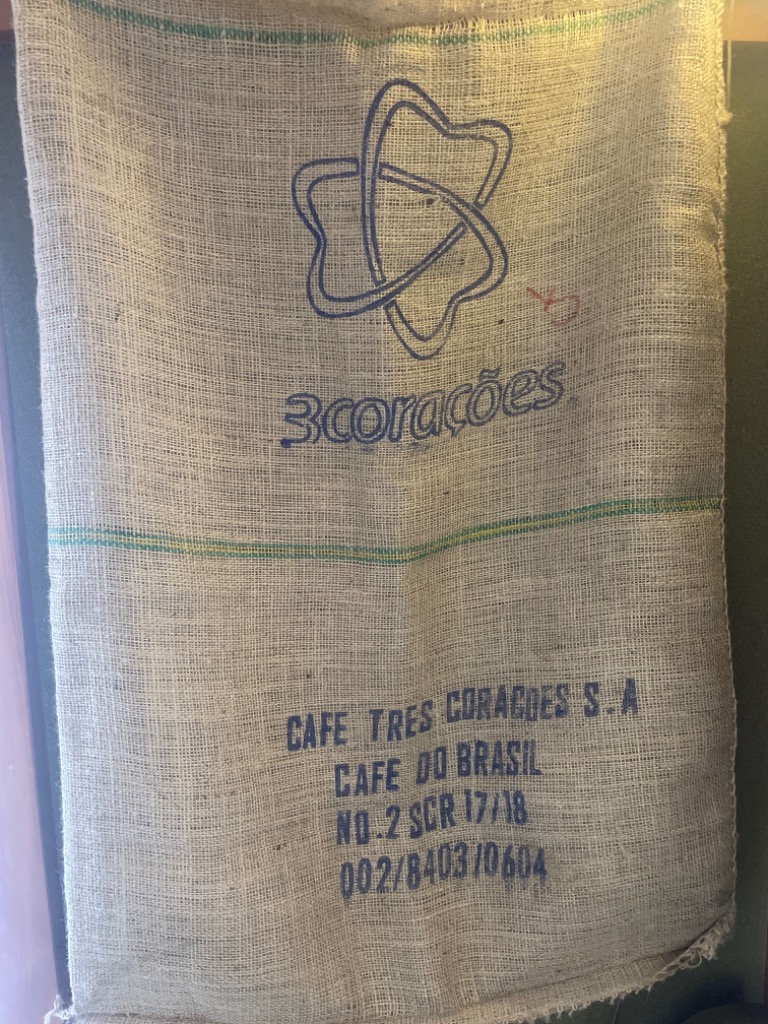 3corações
CAFE TRES CORACOES S.A
CAFE DO BRASIL
NO.2 SCR 17/18
002/8403/0604